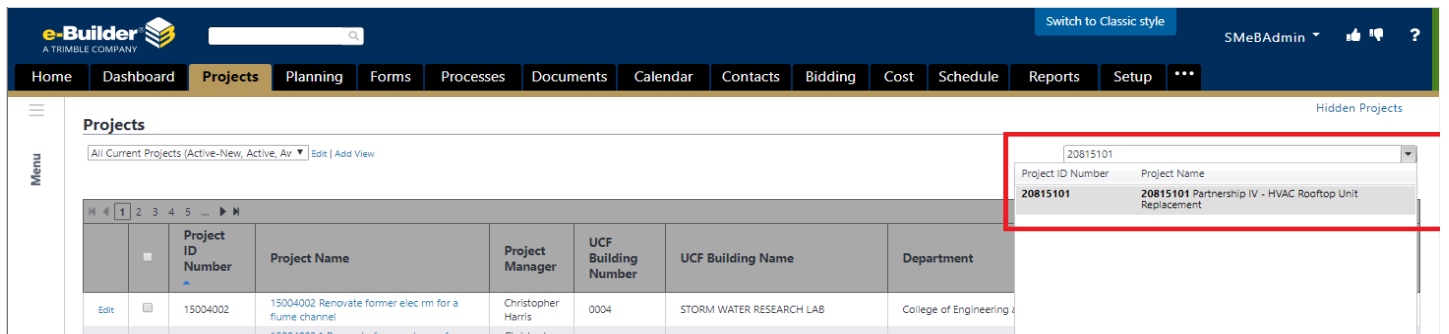 e-Builder
A TRIMBLE COMPANY
Switch to Classic style
SMeBAdmin
?
Home Dashboard Projects Planning Forms Processes Documents Calendar Contacts Bidding Cost Schedule Reports Setup •••
Hidden Projects
Menu
Projects
All Current Projects (Active-New, Active, Av Edit | Add View
20815101
Project ID Number Project Name
20815101 20815101 Partnership IV - HVAC Rooftop Unit
Replacement
1 2 3 4 5 ...
Project
ID
Number
Project Name
Project
Manager
UCF
Building
Number
UCF Building Name
Department
Edit 15004002
15004002 Renovate former elec rm for a
flume channel
Christopher
Harris
0004 STORM WATER RESEARCH LAB College of Engineering